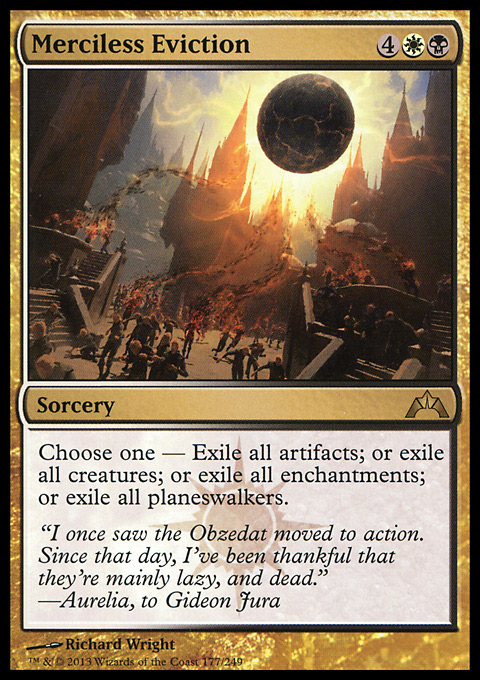 Merciless Eviction 4
Sorcery
Choose one — Exile all artifacts; or exile
all creatures; or exile all enchantments;
or exile all planeswalkers.
“I once saw the Obzedat moved to action.
Since that day, I’ve been thankful that
they’re mainly lazy, and dead.”
—Aurelia, to Gideon Jura
Richard Wright
™ & © 2013 Wizards of the Coast 177/249